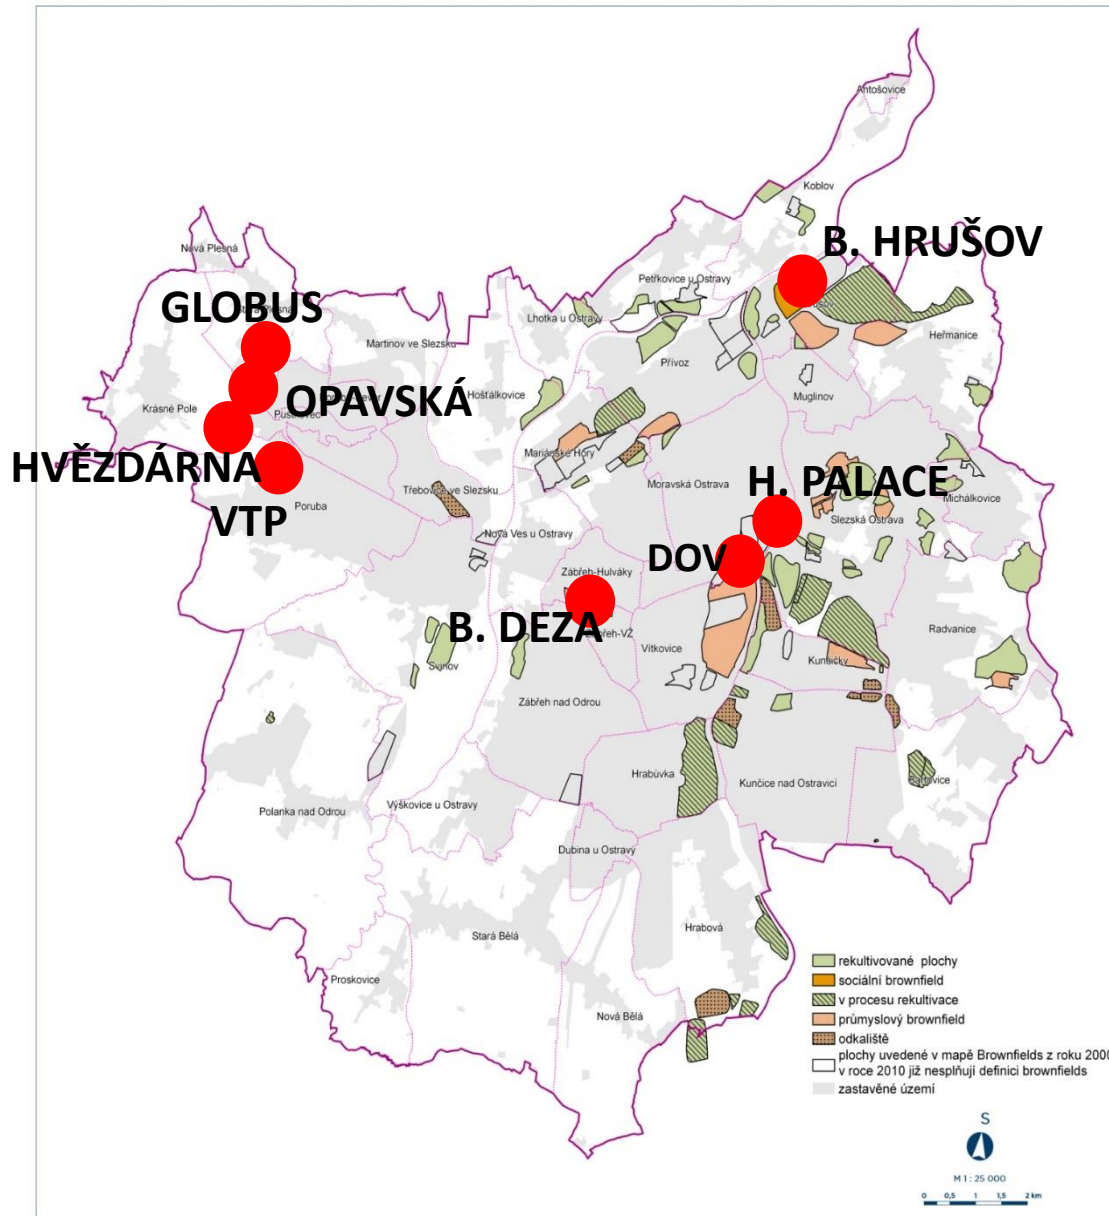 Antošovice
Koblov
B. HRUŠOV
Nová Plesná
Petřkovice u Ostravy
GLOBUS
Lhotka u Ostravy
Martinov ve Slezsku
Heřmanice
Přívoz
OPAVSKÁ
Hošťálkovice
Muglinov
Krásné Pole
Mariánské Hory
HVĚZDÁRNA
Moravská Ostrava
H. PALACE
Michálkovice
Třebovice ve Slezsku
Poruba
VTP
Slezská Ostrava
Nová Ves u Ostravy
DOV
Zábřeh-Hulváky
B. DEZA
Radvanice
Vítkovice
Kunčičky
Svinov
Zábřeh nad Odrou
Hrabůvka
Kunčice nad Ostravicí
Bartovice
Polanka nad Odrou
Výškovice u Ostravy
Dubina u Ostravy
Hrabová
Stará Bělá
Proskovice
Nová Bělá
rekultivované plochy
sociální brownfield
v procesu rekultivace
průmyslový brownfield
odkaliště
plochy uvedené v mapě Brownfields z roku 2000
v roce 2010 již nesplňují definici brownfields
zastavěné území
S
M 1 : 25 000
0 0,5 1 1,5 2 km